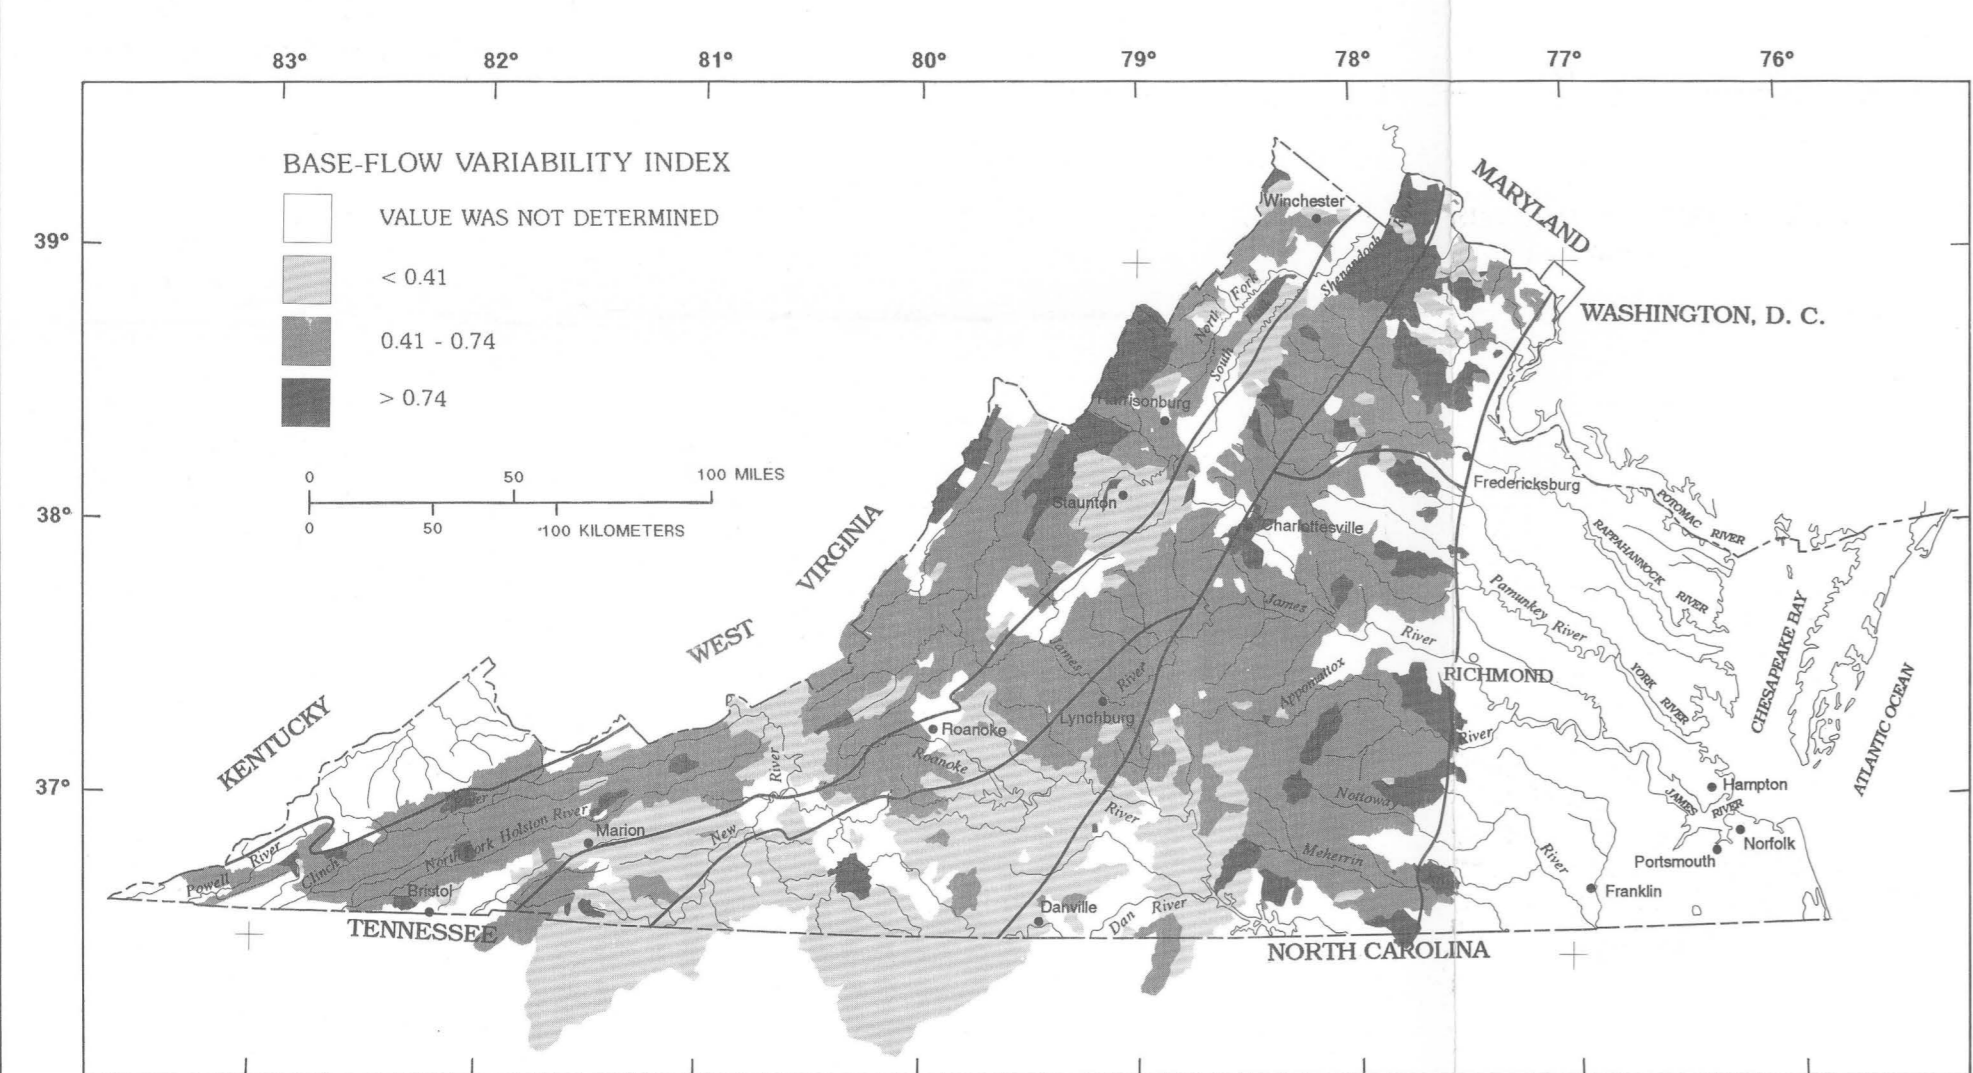 83° 82° 81° 80° 79° 78° 77° 76°
BASE-FLOW VARIABILITY INDEX
VALUE WAS NOT DETERMINED
< 0.41
0.41 - 0.74
> 0.74
0 50 100 MILES
0 50 100 KILOMETERS
39°
38°
37°
MARYLAND
WASHINGTON, D. C.
WEST VIRGINIA
KENTUCKY
TENNESSEE
NORTH CAROLINA
Winchester
Shenandoah
North Fork
South
Harrisonburg
Staunton
Charlottesville
Fredericksburg
POTOMAC RIVER
RAPPAHANNOCK RIVER
Pamunkey River
YORK RIVER
CHESAPEAKE BAY
ATLANTIC OCEAN
James River
RICHMOND
James River
Lynchburg
Appomattox River
Roanoke
Roanoke River
New River
Marion
North Fork Holston River
Clinch River
Powell River
Bristol
Danville
Dan River
Nottoway River
Meherrin
JAMES RIVER
Hampton
Norfolk
Portsmouth
Franklin